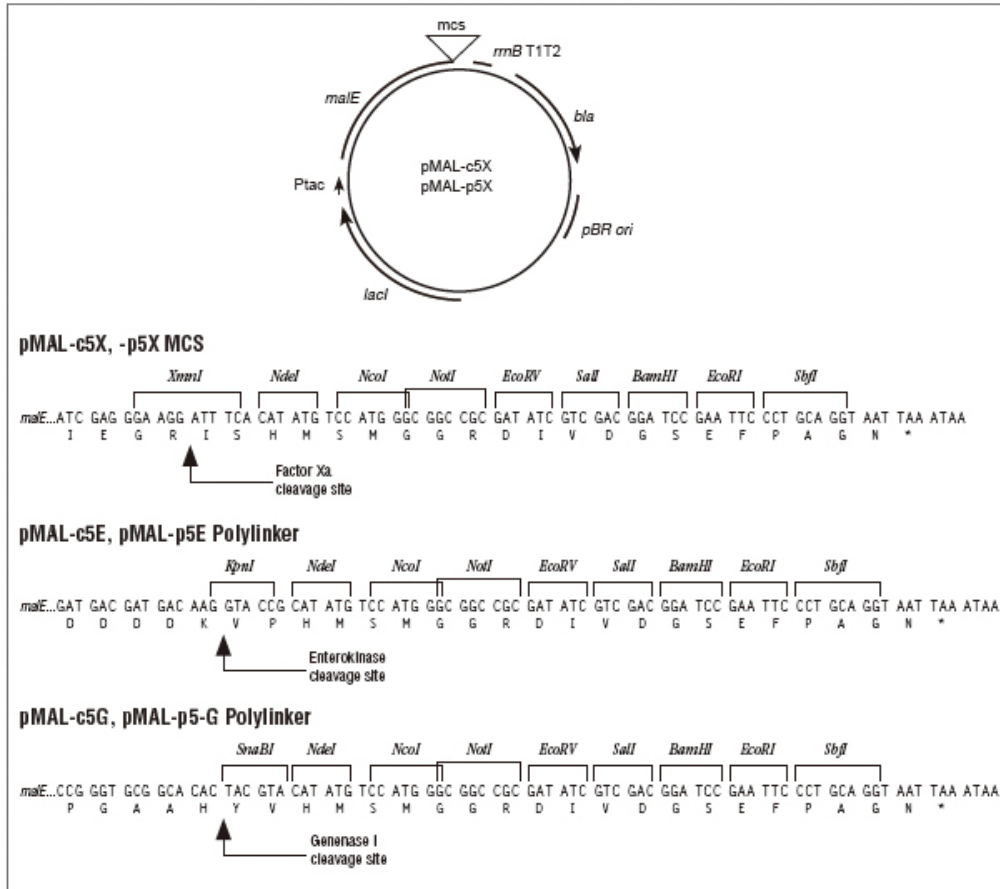 mcs
rrnB T1T2
malE
bla
pMAL-c5X
pMAL-p5X
Ptac
pBR ori
lacI
pMAL-c5X, -p5X MCS
XmnI NdeI NcoI NotI EcoRV SalI BamHI EcoRI SbfI
malE...ATC GAG GGA AGG ATT TCA CAT ATG TCC ATG GGC GGC CGC GAT ATC GTC GAC GGA TCC GAA TTC CCT GCA GGT AAT TAA ATAA
I E G R I S H M S M G G R D I V D G S E F P A G N *
Factor Xa
cleavage site
pMAL-c5E, pMAL-p5E Polylinker
KpnI NdeI NcoI NotI EcoRV SalI BamHI EcoRI SbfI
malE...GAT GAC GAT GAC AAG GTA CCG CAT ATG TCC ATG GGC GGC CGC GAT ATC GTC GAC GGA TCC GAA TTC CCT GCA GGT AAT TAA ATAA
D D D D K V P H M S M G G R D I V D G S E F P A G N *
Enterokinase
cleavage site
pMAL-c5G, pMAL-p5-G Polylinker
SnaBI NdeI NcoI NotI EcoRV SalI BamHI EcoRI SbfI
malE...CCG GGT GCG GCA CAC TAC GTA CAT ATG TCC ATG GGC GGC CGC GAT ATC GTC GAC GGA TCC GAA TTC CCT GCA GGT AAT TAA ATAA
P G A A H Y V H M S M G G R D I V D G S E F P A G N *
Genenase I
cleavage site